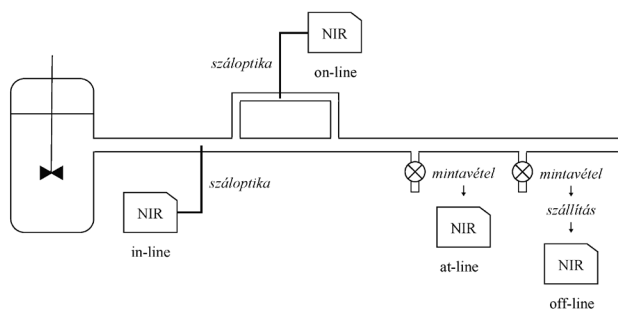 NIR
száloptika
on-line
száloptika
NIR
in-line
mintavétel
NIR
at-line
mintavétel
szállítás
NIR
off-line